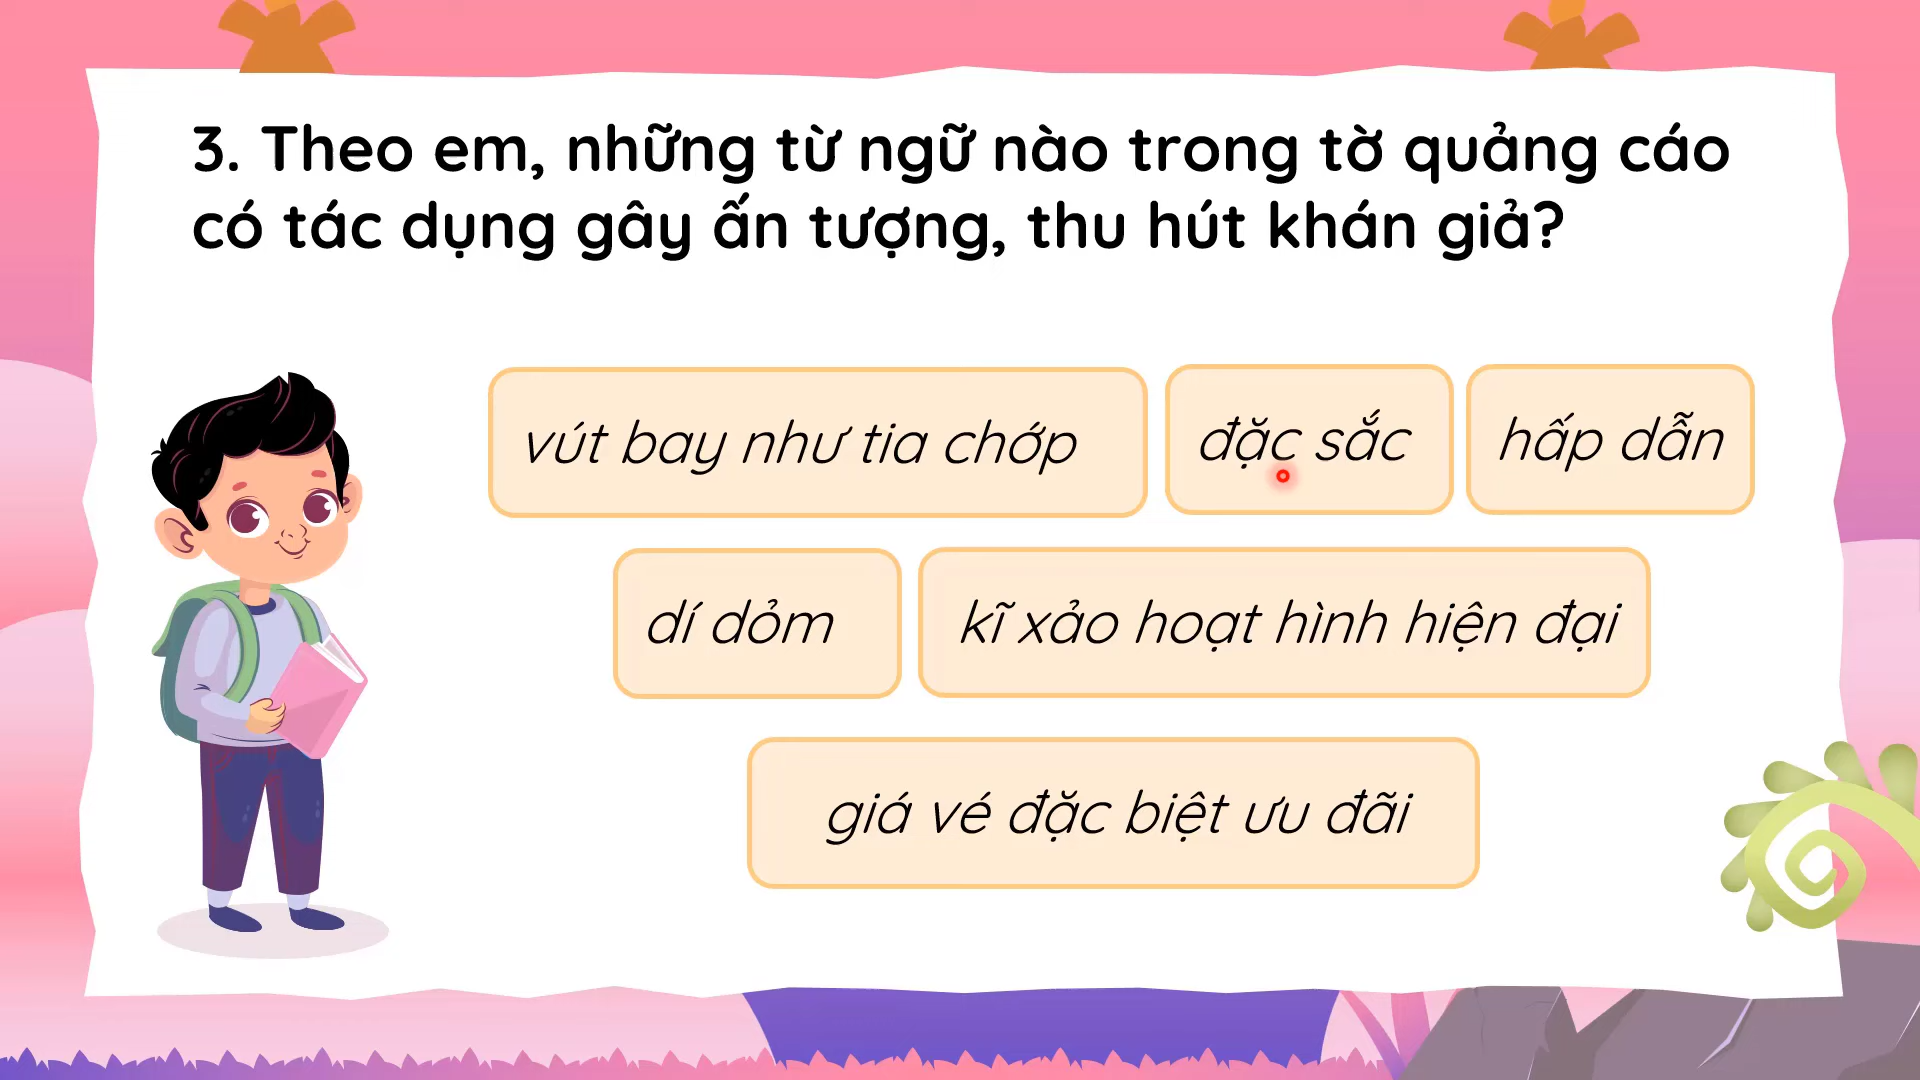 3. Theo em, những từ ngữ nào trong tờ quảng cáo
có tác dụng gây ấn tượng, thu hút khán giả?
vút bay như tia chớp
đặc sắc
hấp dẫn
dí dỏm
kĩ xảo hoạt hình hiện đại
giá vé đặc biệt ưu đãi